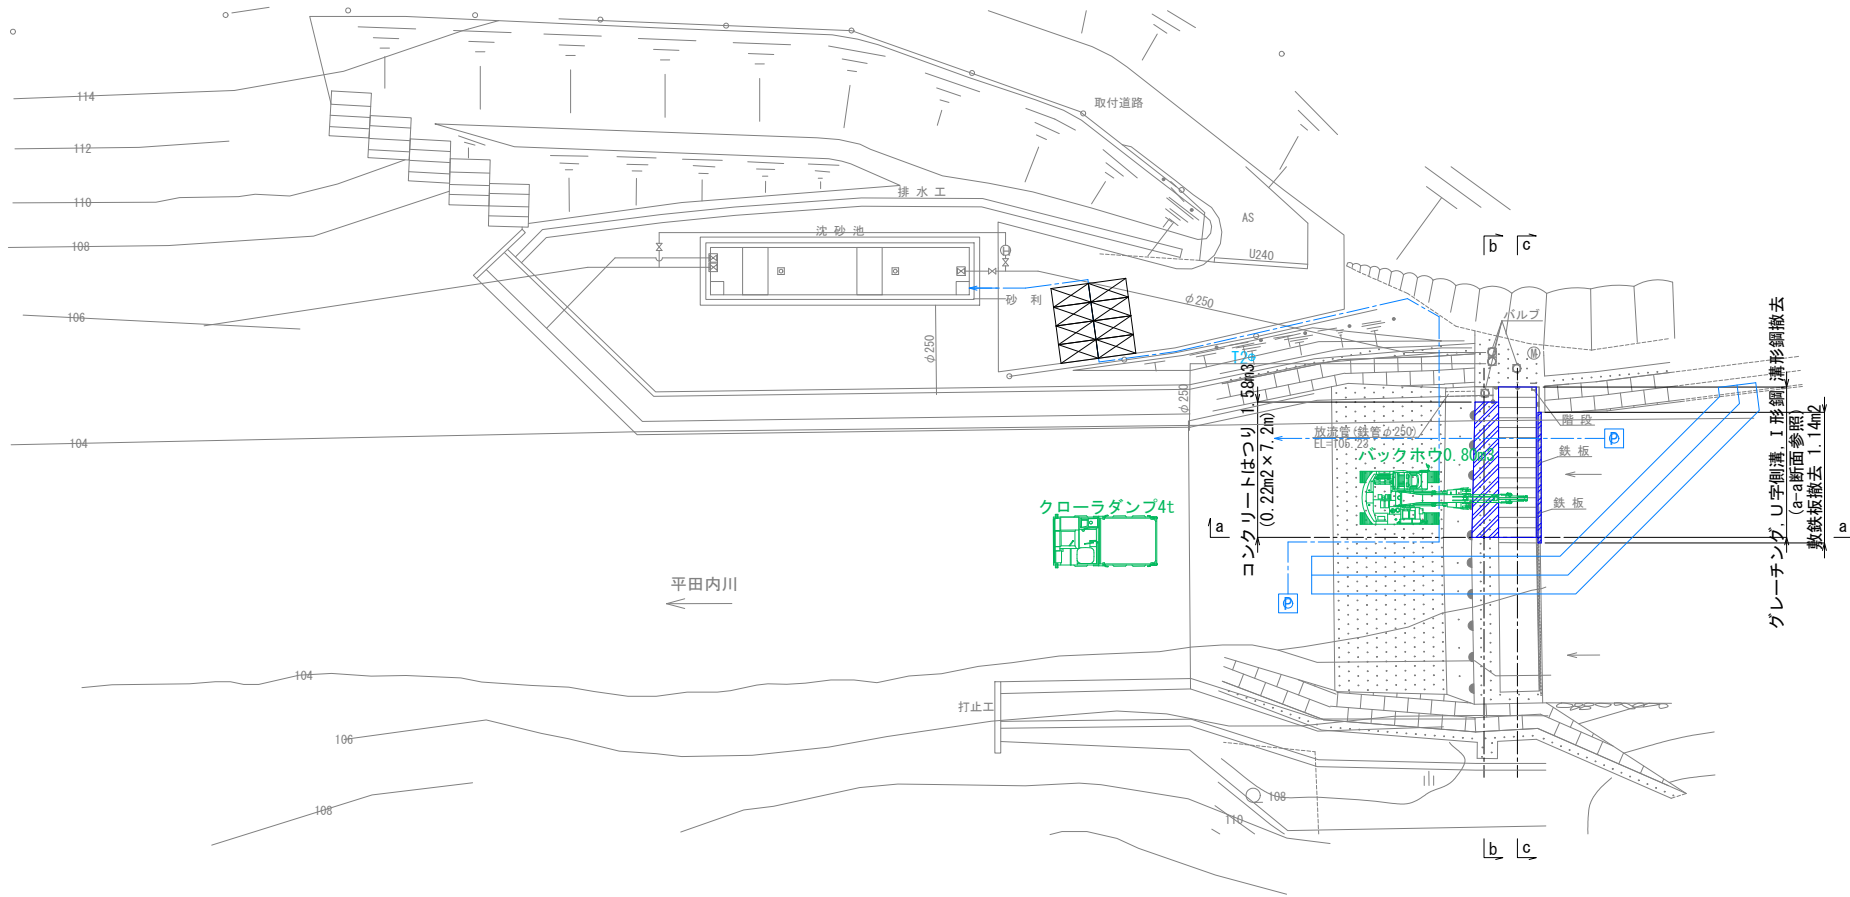 取付道路
114
112
110
108
106
104
排 水 工
沈 砂 池
AS
U240
砂 利
φ250
φ250
φ250
バルブ
M
b
c
階 段
鉄 板
鉄 板
放流管(鉄管φ250)
バックホウ0.80m3
クローラダンプ4t
コンクリートはつり 1.58m3
(0.22m2×7.2m)
グレーチング, U字側溝, I形鋼, 溝形鋼撤去
(a-a断面参照)
敷鉄板撤去 1.14m2
a
a
P
P
平田内川
104
106
108
打止工
108
110
b
c